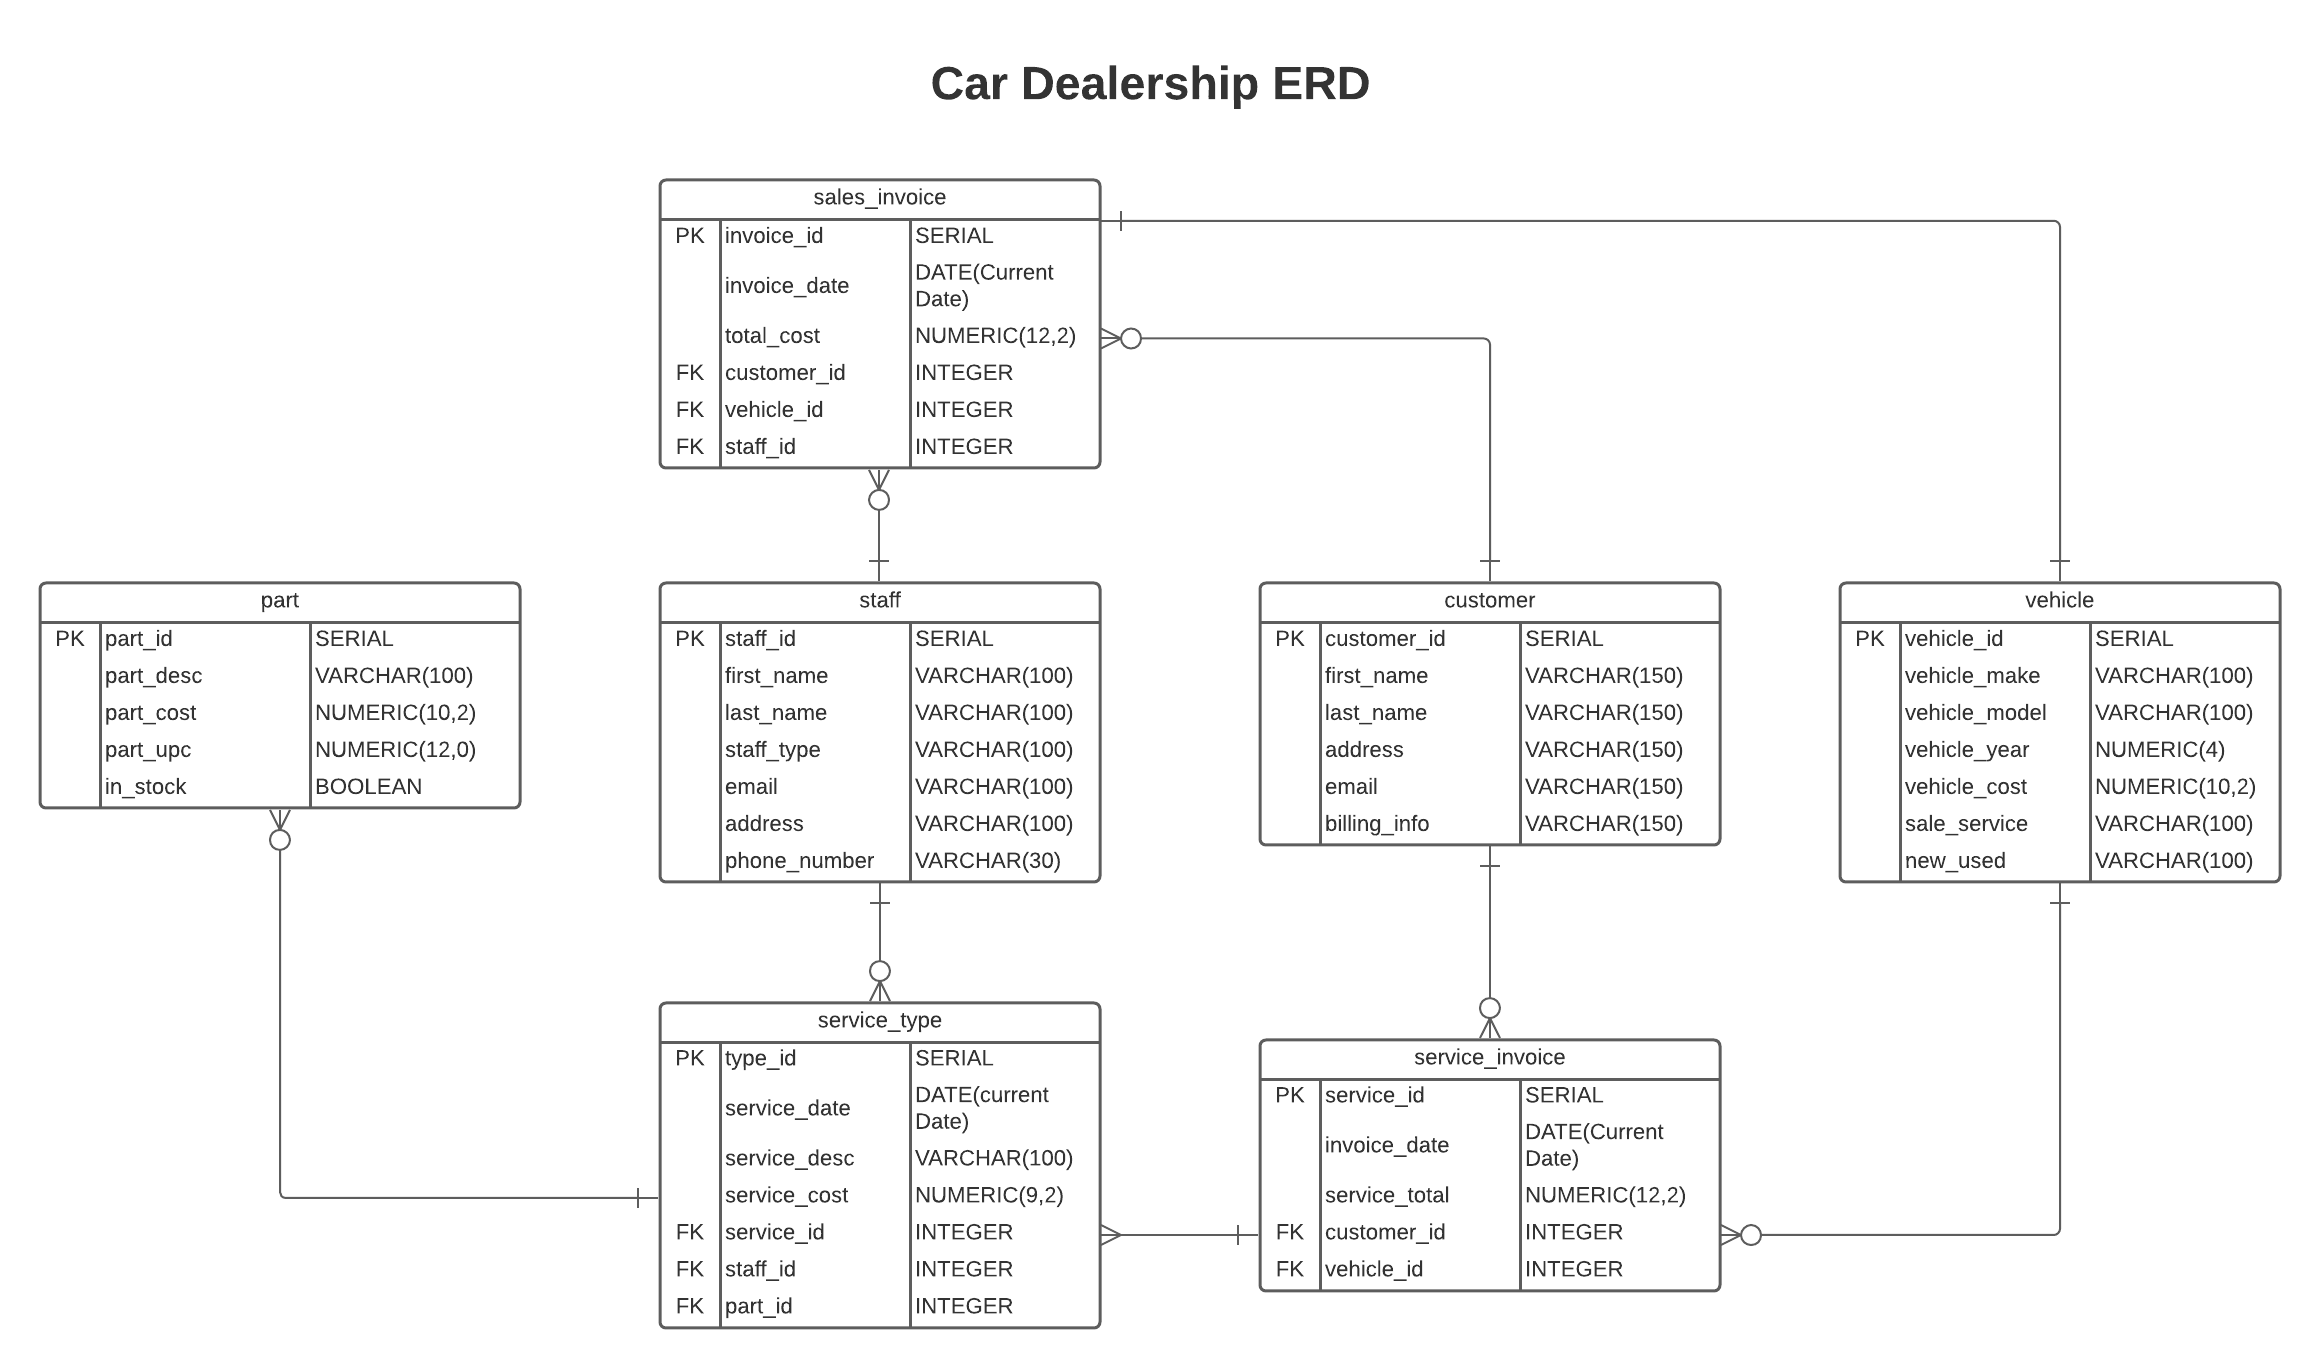 Car Dealership ERD
sales_invoice
PK invoice_id SERIAL
invoice_date DATE(Current
Date)
total_cost NUMERIC(12,2)
FK customer_id INTEGER
FK vehicle_id INTEGER
FK staff_id INTEGER
part
PK part_id SERIAL
part_desc VARCHAR(100)
part_cost NUMERIC(10,2)
part_upc NUMERIC(12,0)
in_stock BOOLEAN
staff
PK staff_id SERIAL
first_name VARCHAR(100)
last_name VARCHAR(100)
staff_type VARCHAR(100)
email VARCHAR(100)
address VARCHAR(100)
phone_number VARCHAR(30)
customer
PK customer_id SERIAL
first_name VARCHAR(150)
last_name VARCHAR(150)
address VARCHAR(150)
email VARCHAR(150)
billing_info VARCHAR(150)
vehicle
PK vehicle_id SERIAL
vehicle_make VARCHAR(100)
vehicle_model VARCHAR(100)
vehicle_year NUMERIC(4)
vehicle_cost NUMERIC(10,2)
sale_service VARCHAR(100)
new_used VARCHAR(100)
service_type
PK type_id SERIAL
service_date DATE(current
Date)
service_desc VARCHAR(100)
service_cost NUMERIC(9,2)
FK service_id INTEGER
FK staff_id INTEGER
FK part_id INTEGER
service_invoice
PK service_id SERIAL
invoice_date DATE(Current
Date)
service_total NUMERIC(12,2)
FK customer_id INTEGER
FK vehicle_id INTEGER